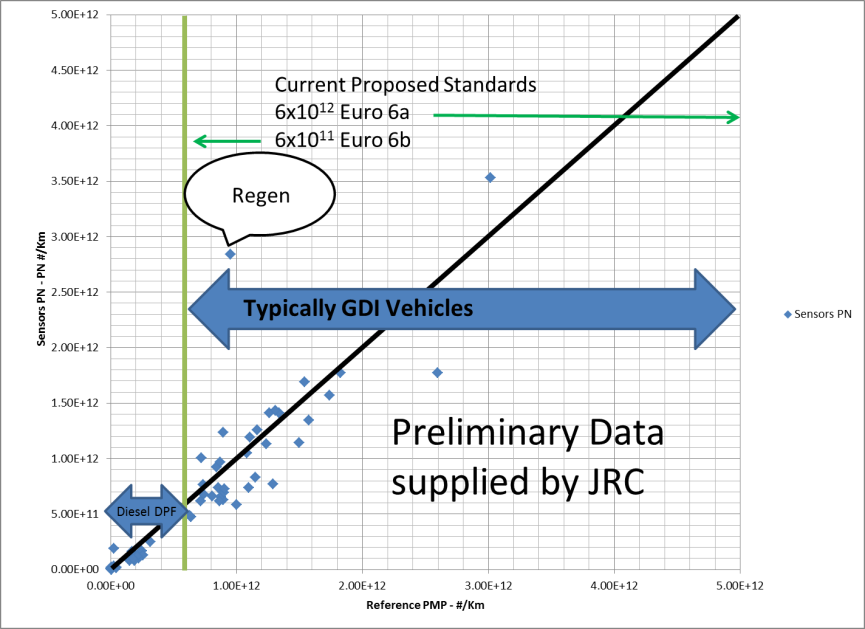 5.00E+12
4.50E+12
4.00E+12
3.50E+12
3.00E+12
2.50E+12
2.00E+12
1.50E+12
1.00E+12
5.00E+11
0.00E+00
Sensors PN - PN #/Km
Current Proposed Standards
6x10¹² Euro 6a
6x10¹¹ Euro 6b
Regen
Typically GDI Vehicles
Sensors PN
Preliminary Data
supplied by JRC
Diesel DPF
0.00E+00 1.00E+12 2.00E+12 3.00E+12 4.00E+12 5.00E+12
Reference PMP - #/Km